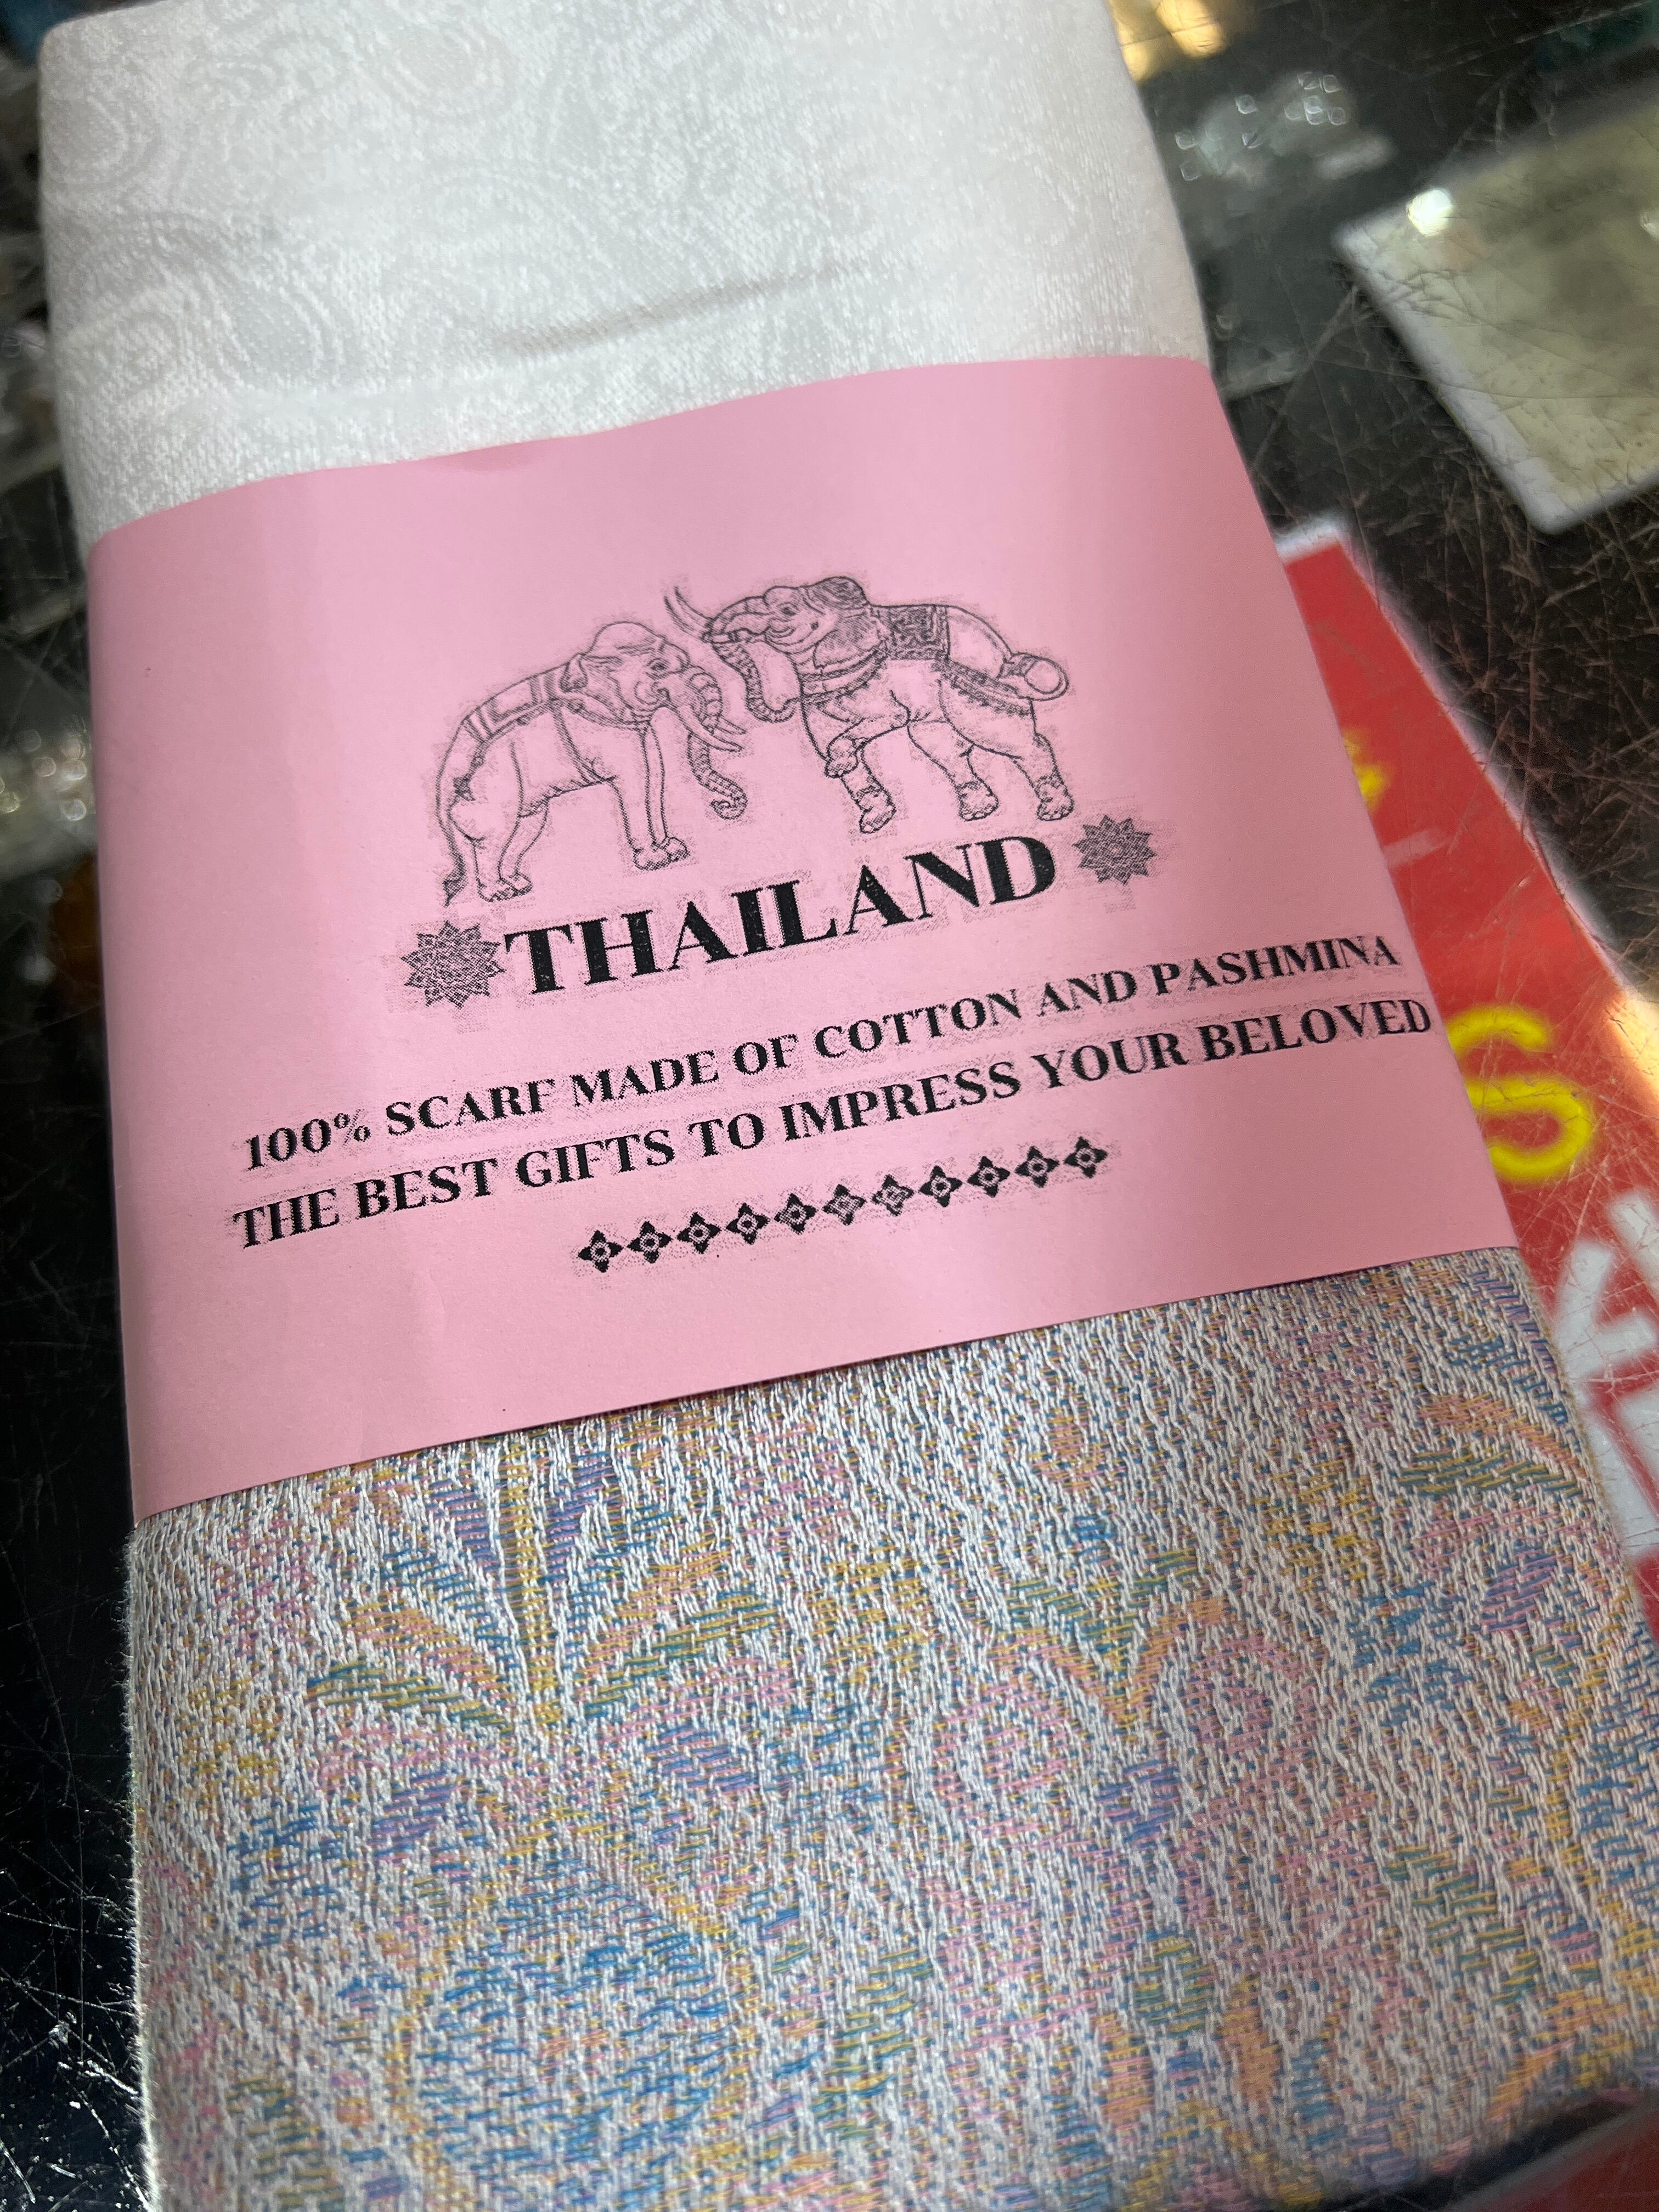 THAILAND
100% SCARF MADE OF COTTON AND PASHMINA
THE BEST GIFTS TO IMPRESS YOUR BELOVED